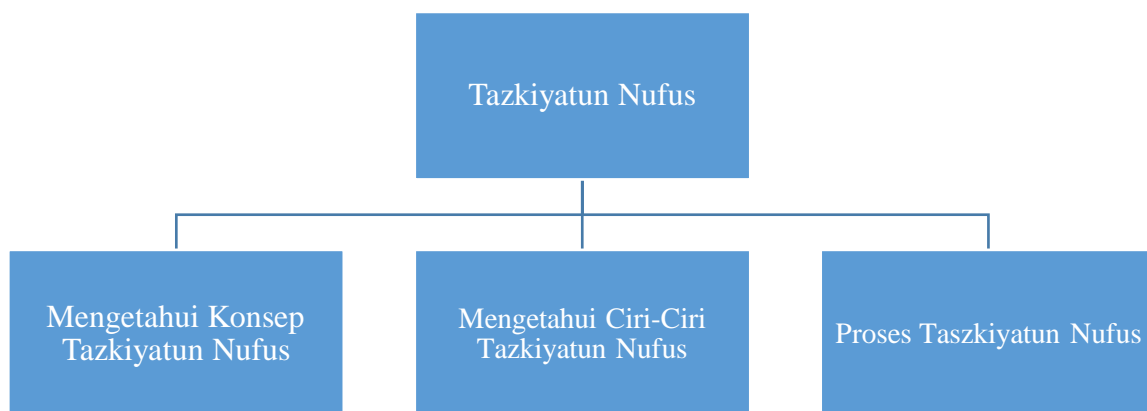 Tazkiyatun Nufus
Mengetahui Konsep
Tazkiyatun Nufus
Mengetahui Ciri-Ciri
Tazkiyatun Nufus
Proses Taszkiyatun Nufus